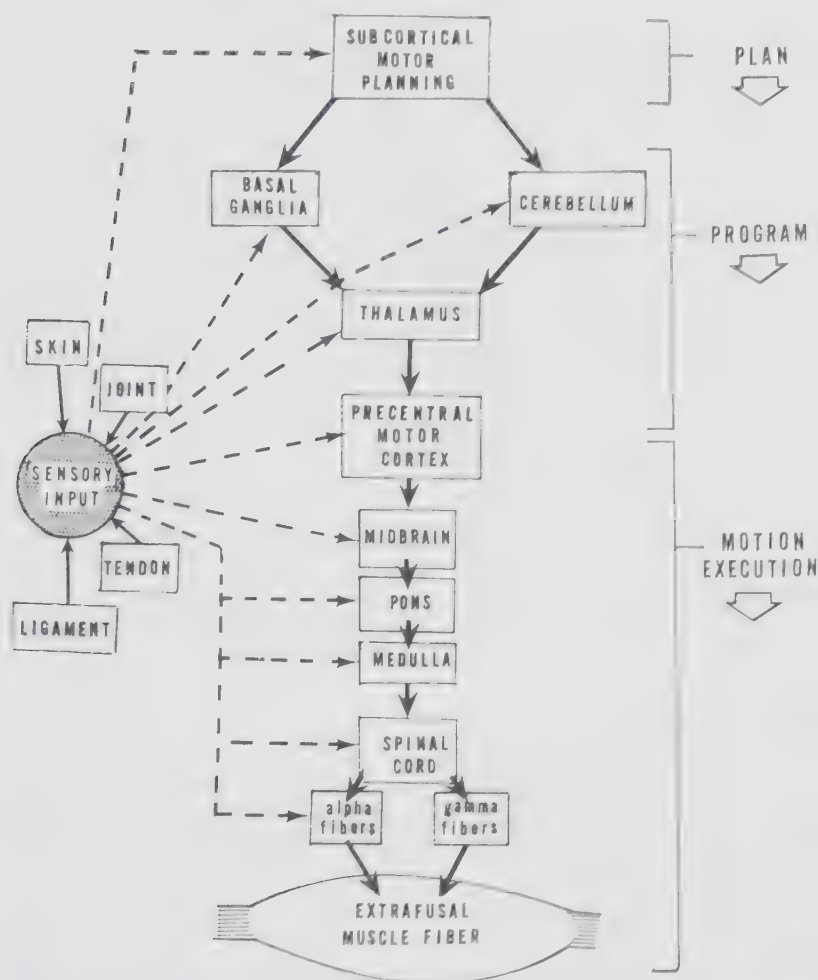 SUBCORTICAL
MOTOR
PLANNING
PLAN
BASAL
GANGLIA
CEREBELLUM
PROGRAM
THALAMUS
SKIN
JOINT
PRECENTRAL
MOTOR
CORTEX
SENSORY
INPUT
MIDBRAIN
MOTION
EXECUTION
TENDON
PONS
LIGAMENT
MEDULLA
SPINAL
CORD
alpha
fibers
gamma
fibers
EXTRAFUSAL
MUSCLE FIBER